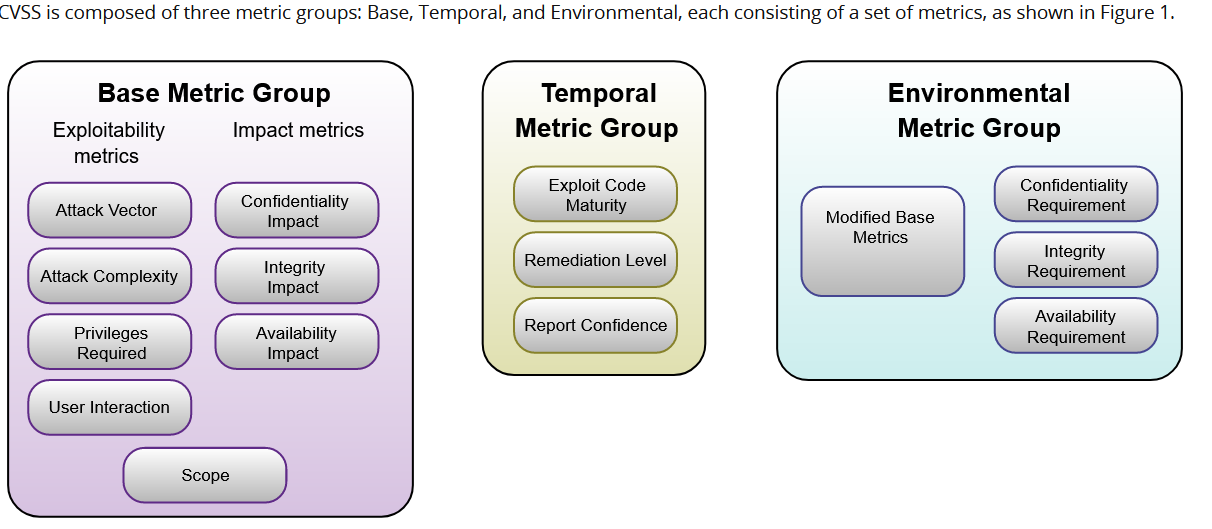 CVSS is composed of three metric groups: Base, Temporal, and Environmental, each consisting of a set of metrics, as shown in Figure 1.
Base Metric Group
Exploitability
metrics
Impact metrics
Attack Vector
Attack Complexity
Privileges
Required
User Interaction
Confidentiality
Impact
Integrity
Impact
Availability
Impact
Scope
Temporal
Metric Group
Exploit Code
Maturity
Remediation Level
Report Confidence
Environmental
Metric Group
Modified Base
Metrics
Confidentiality
Requirement
Integrity
Requirement
Availability
Requirement